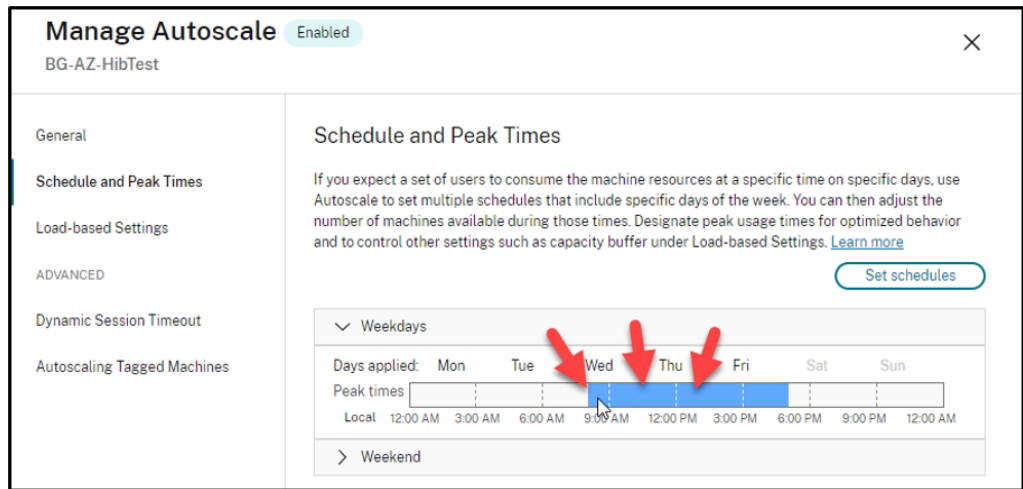 Manage Autoscale Enabled
BG-AZ-HibTest
General
Schedule and Peak Times
Load-based Settings
ADVANCED
Dynamic Session Timeout
Autoscaling Tagged Machines
Schedule and Peak Times
If you expect a set of users to consume the machine resources at a specific time on specific days, use
Autoscale to set multiple schedules that include specific days of the week. You can then adjust the
number of machines available during those times. Designate peak usage times for optimized behavior
and to control other settings such as capacity buffer under Load-based Settings. Learn more
Set schedules
Weekdays
Days applied: Mon Tue Wed Thu Fri Sat Sun
Peak times
Local 12:00 AM 3:00 AM 6:00 AM 9:00 AM 12:00 PM 3:00 PM 6:00 PM 9:00 PM 12:00 AM
Weekend